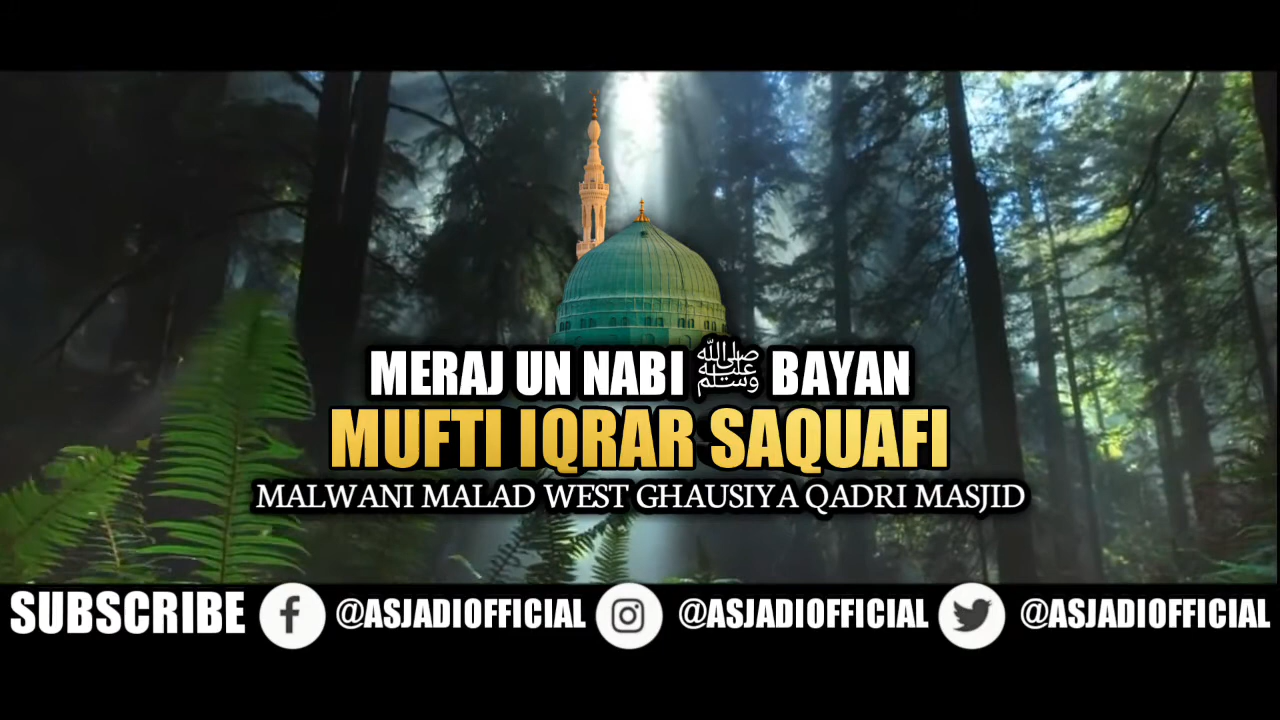 MERAJ UN NABI ﷺ BAYAN
MUFTI IQRAR SAQUAFI
MALWANI MALAD WEST GHAUSIYA QADRI MASJID
SUBSCRIBE @ASJADIOFFICIAL @ASJADIOFFICIAL @ASJADIOFFICIAL